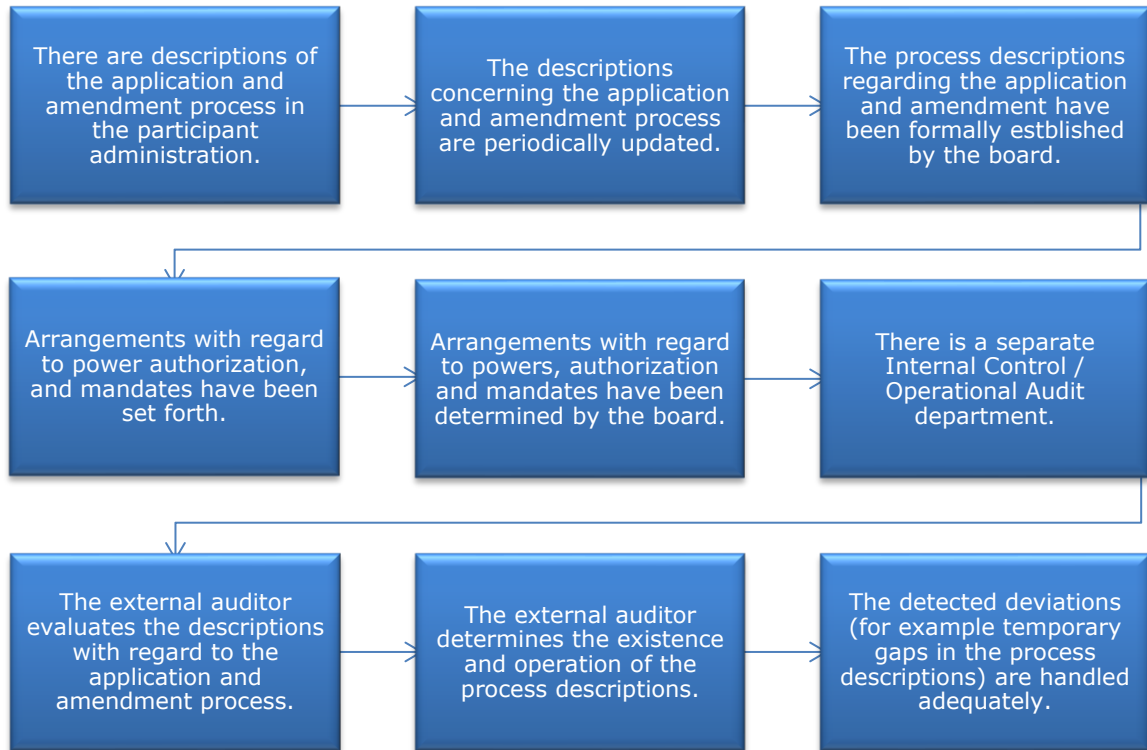 There are descriptions of
the application and
amendment process in
the participant
administration.
The descriptions
concerning the application
and amendment process
are periodically updated.
The process descriptions
regarding the application
and amendment have
been formally estblished
by the board.
Arrangements with regard
to power authorization,
and mandates have been
set forth.
Arrangements with regard
to powers, authorization
and mandates have been
determined by the board.
There is a separate
Internal Control /
Operational Audit
department.
The external auditor
evaluates the descriptions
with regard to the
application and
amendment process.
The external auditor
determines the existence
and operation of the
process descriptions.
The detected deviations
(for example temporary
gaps in the process
descriptions) are handled
adequately.